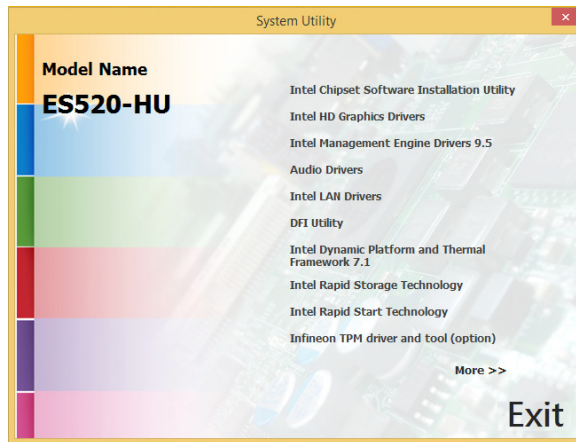 System Utility
Model Name
ES520-HU
Intel Chipset Software Installation Utility
Intel HD Graphics Drivers
Intel Management Engine Drivers 9.5
Audio Drivers
Intel LAN Drivers
DFI Utility
Intel Dynamic Platform and Thermal
Framework 7.1
Intel Rapid Storage Technology
Intel Rapid Start Technology
Infineon TPM driver and tool (option)
More >>
Exit